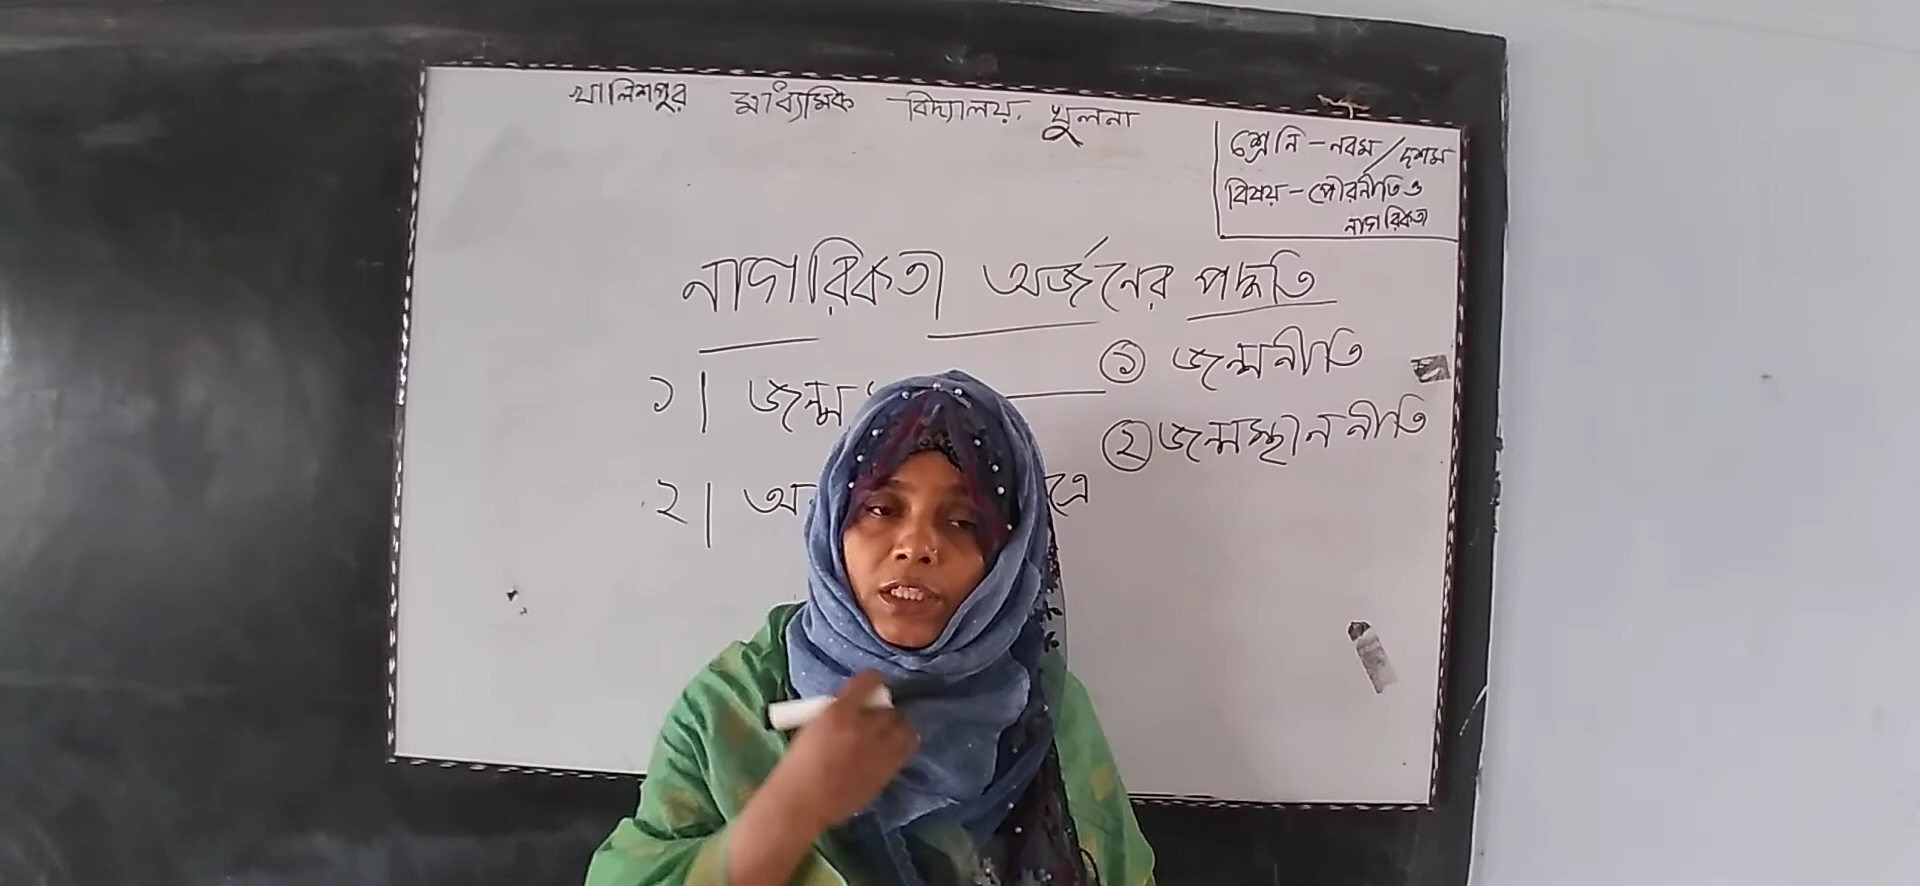 খালিশপুর মাধ্যমিক বিদ্যালয়, খুলনা
শ্রেনি - নবম / দশম
বিষয় - পৌরনীতি ও
নাগরিকতা
নাগরিকতা অর্জনের পদ্ধতি
১। জন্ম
① জন্মনীতি
② জন্মস্থান নীতি
২।